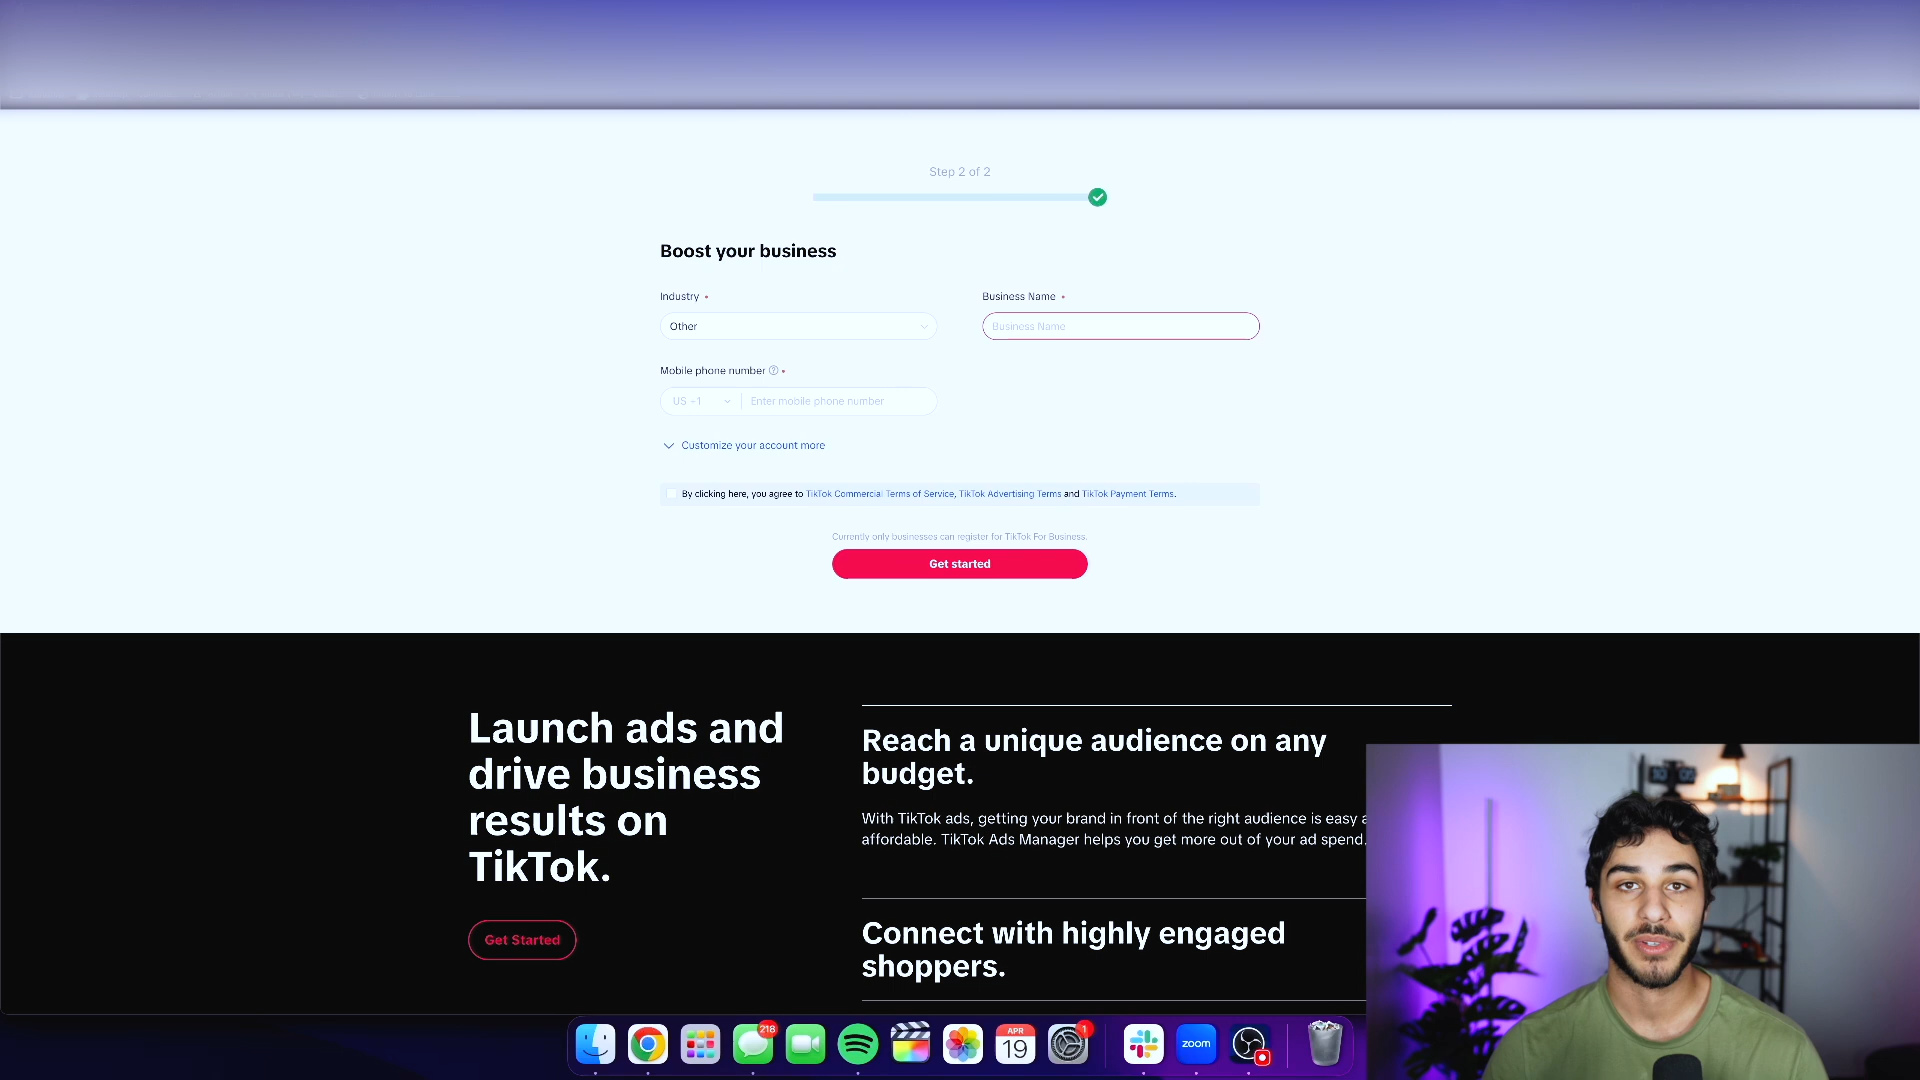 Step 2 of 2
Boost your business
Industry •
Business Name •
Other
Business Name
Mobile phone number ? •
US +1
Enter mobile phone number
Customize your account more
By clicking here, you agree to TikTok Commercial Terms of Service, TikTok Advertising Terms and TikTok Payment Terms.
Currently only businesses can register for TikTok For Business.
Get started
Launch ads and
drive business
results on
TikTok.
Get Started
Reach a unique audience on any
budget.
With TikTok ads, getting your brand in front of the right audience is easy
affordable. TikTok Ads Manager helps you get more out of your ad spend.
Connect with highly engaged
shoppers.
218
APR
19
1
zoom